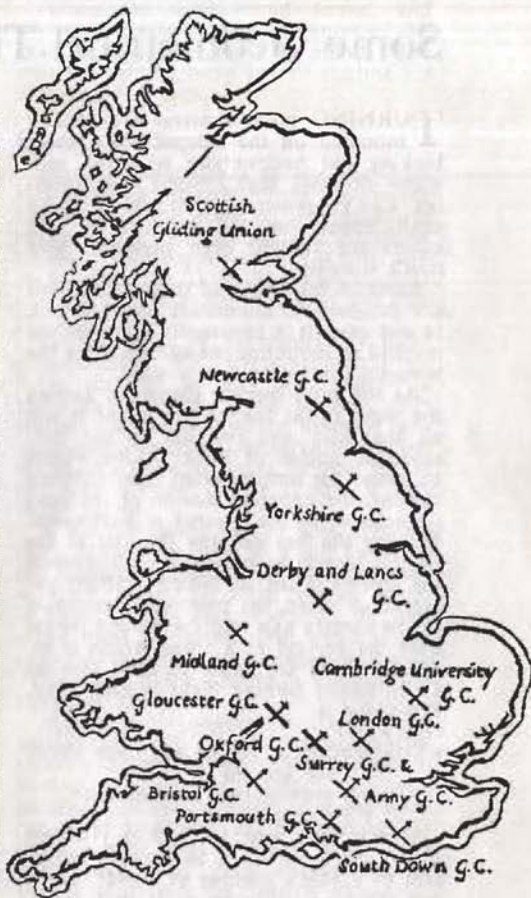 Scottish
Gliding Union
Newcastle G.C.
Yorkshire G.C.
Derby and Lancs
G.C.
Midland G.C.
Cambridge University
G.C.
Gloucester G.C.
London G.C.
Oxford G.C.
Surrey G.C. &
Army G.C.
Bristol G.C.
Portsmouth G.C.
South Down G.C.